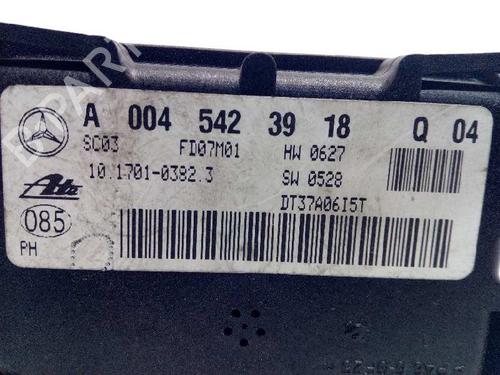 A 004 542 39 18 Q 04
SC03 FD07M01 HW 0627
10.1701-0382.3 SW 0528
Ate DT37A06I5T
085
PH